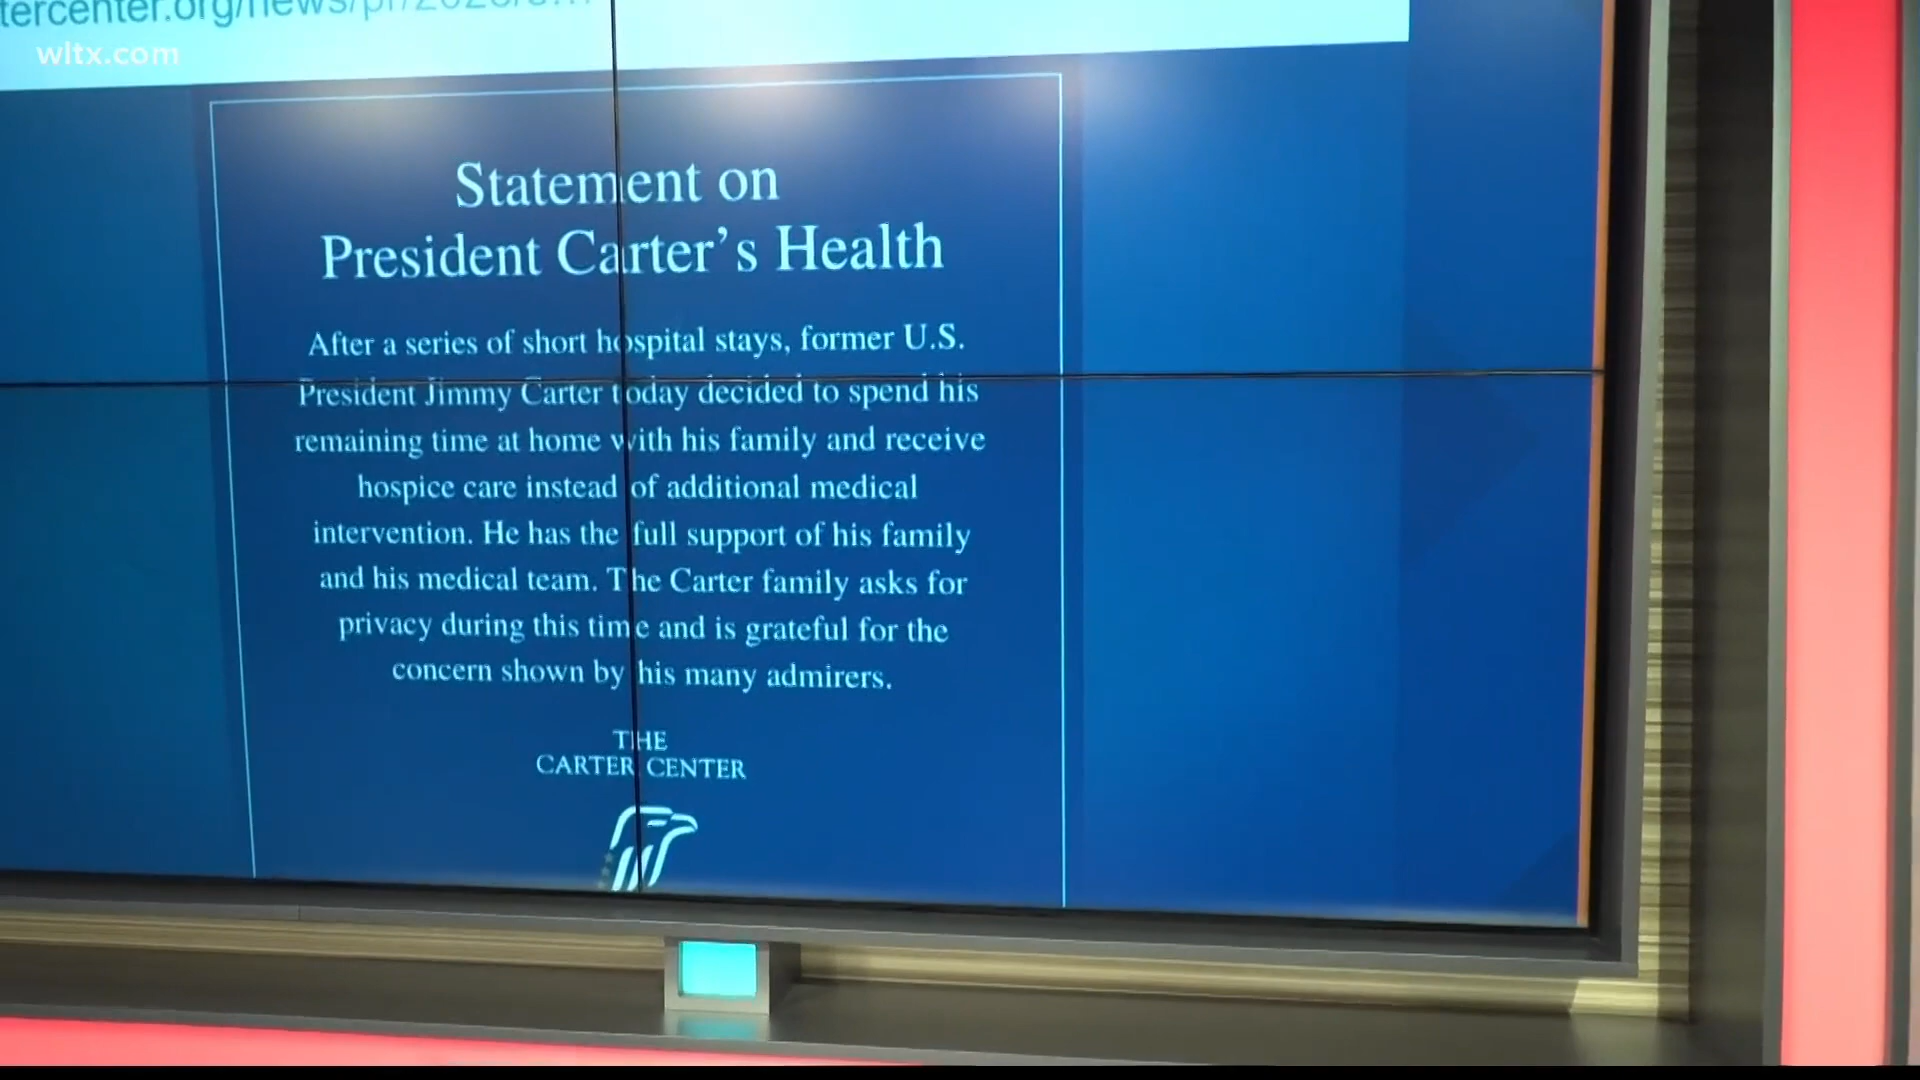 tercenter.org/news/pr/2023/s...
wltx.com
Statement on
President Carter's Health
After a series of short hospital stays, former U.S.
President Jimmy Carter today decided to spend his
remaining time at home with his family and receive
hospice care instead of additional medical
intervention. He has the full support of his family
and his medical team. The Carter family asks for
privacy during this time and is grateful for the
concern shown by his many admirers.
THE
CARTER CENTER